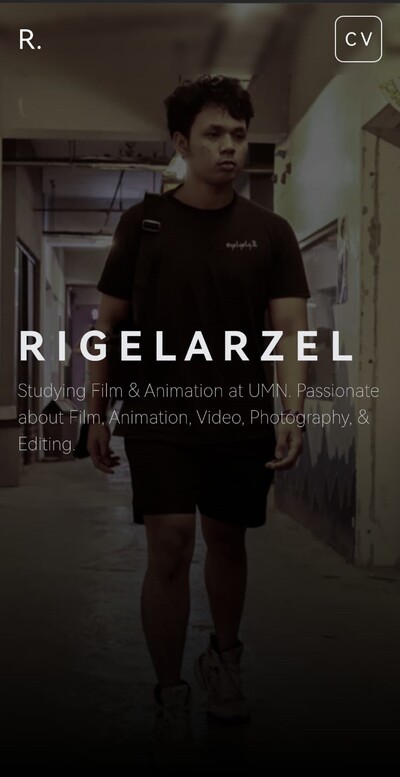 R.
CV
RIGELARZEL
Studying Film & Animation at UMN. Passionate
about Film, Animation, Video, Photography, &
Editing.